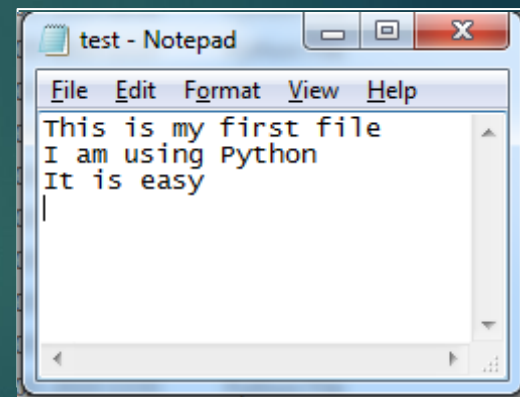 test - Notepad
File Edit Format View Help
This is my first file
I am using Python
It is easy